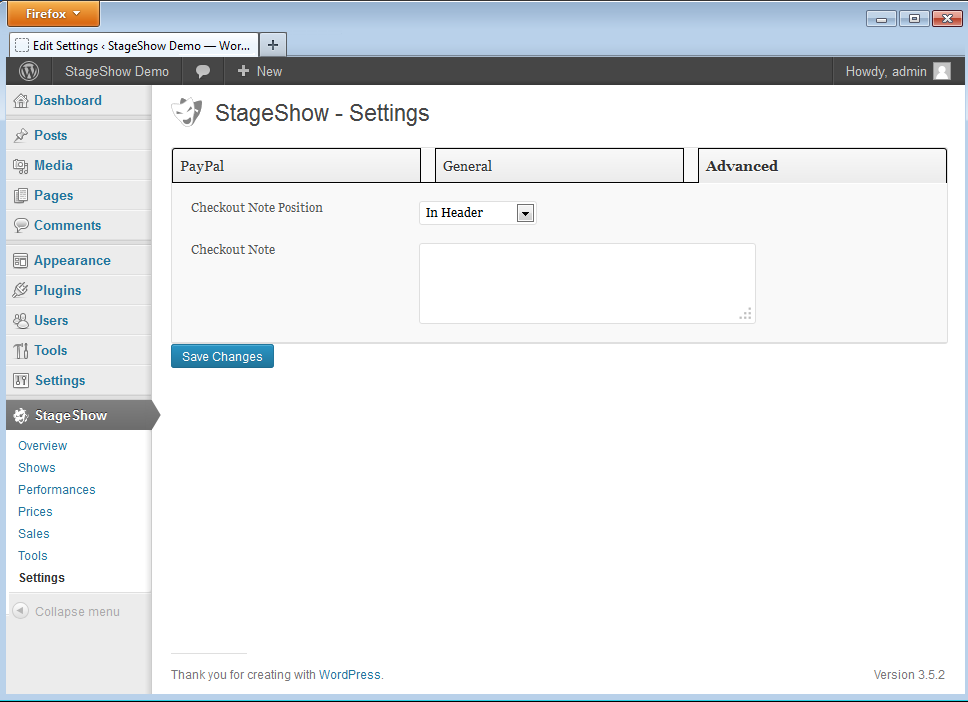 Firefox
Edit Settings ‹ StageShow Demo — Wor...
StageShow Demo
New
Howdy, admin
Dashboard
Posts
Media
Pages
Comments
Appearance
Plugins
Users
Tools
Settings
StageShow
Overview
Shows
Performances
Prices
Sales
Tools
Settings
Collapse menu
StageShow - Settings
PayPal
General
Advanced
Checkout Note Position
In Header
Checkout Note
Save Changes
Thank you for creating with WordPress.
Version 3.5.2